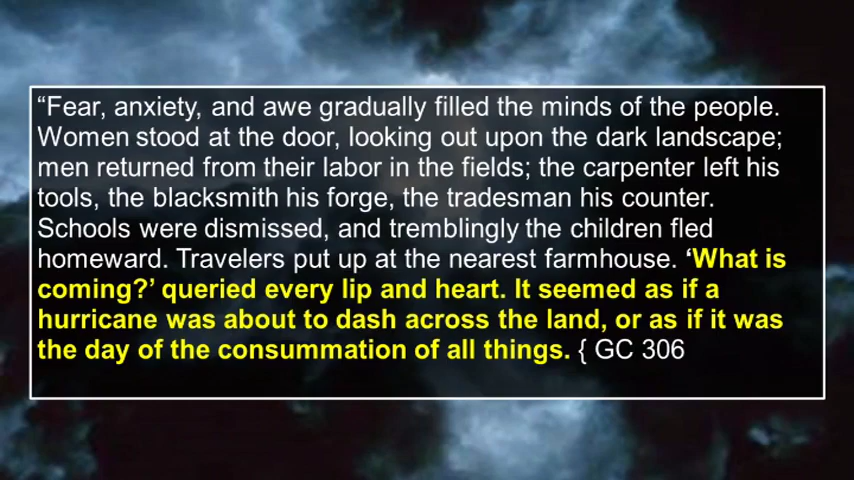 “Fear, anxiety, and awe gradually filled the minds of the people.
Women stood at the door, looking out upon the dark landscape;
men returned from their labor in the fields; the carpenter left his
tools, the blacksmith his forge, the tradesman his counter.
Schools were dismissed, and tremblingly the children fled
homeward. Travelers put up at the nearest farmhouse. ‘What is
coming?’ queried every lip and heart. It seemed as if a
hurricane was about to dash across the land, or as if it was
the day of the consummation of all things. { GC 306